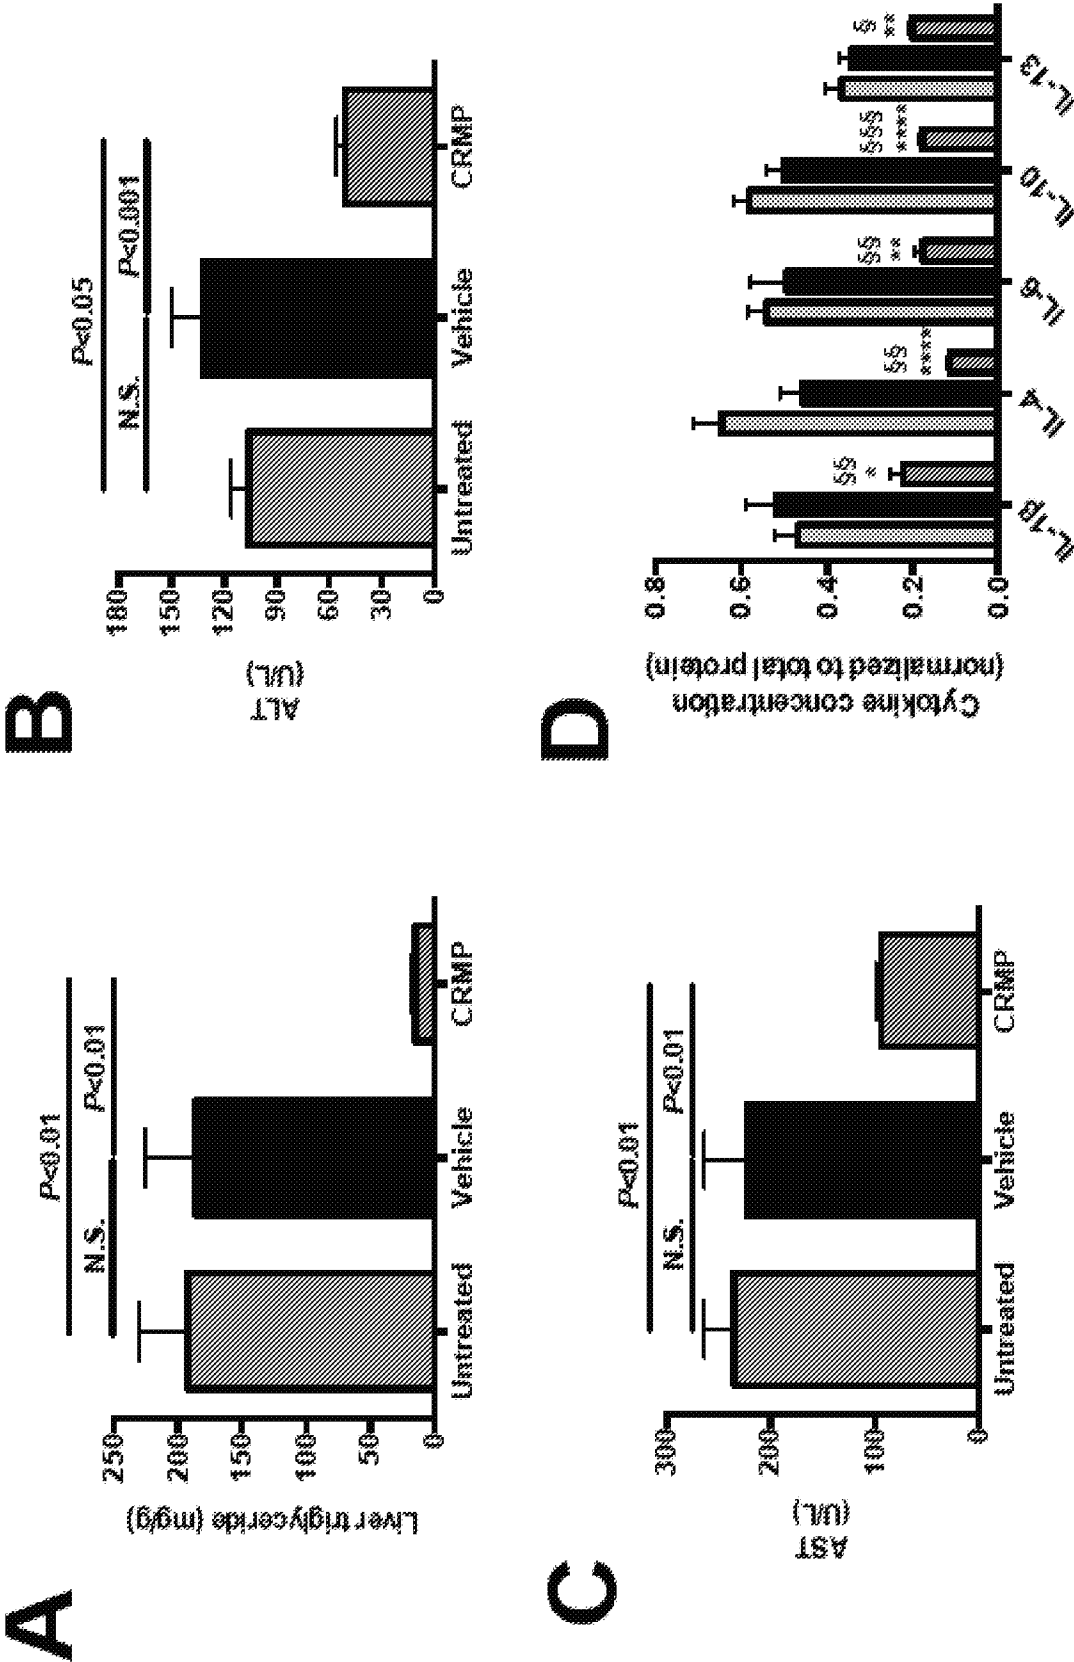 A
Liver triglyceride (mg/g)
250
200
150
100
50
0
P<0.01
N.S.
P<0.01
Untreated
Vehicle
CRMP
B
ALT
(U/L)
180
150
120
90
60
30
0
P<0.05
N.S.
P<0.001
Untreated
Vehicle
CRMP
C
AST
(U/L)
300
200
100
0
P<0.01
N.S.
P<0.01
Untreated
Vehicle
CRMP
D
Cytokine concentration
(normalized to total protein)
0.8
0.6
0.4
0.2
0.0
§§
*
§§
****
§§
**
§§§
****
§
**
IL-1β
IL-4
IL-6
IL-10
IL-13